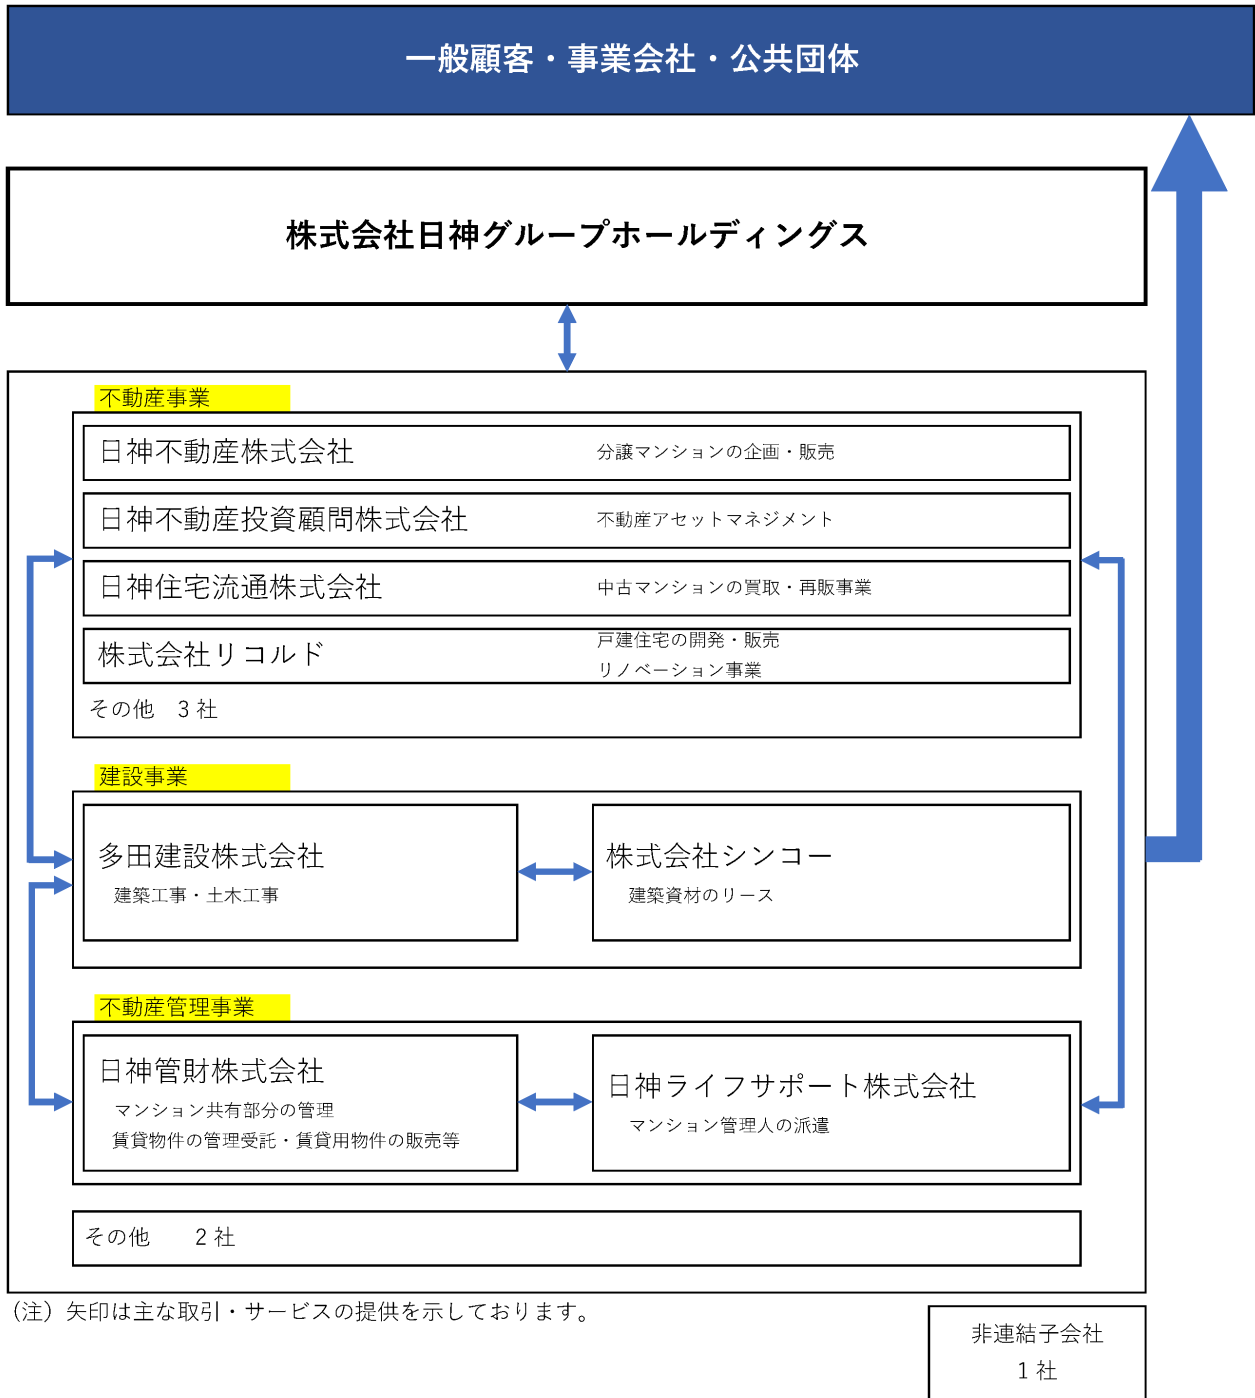 一般顧客・事業会社・公共団体
株式会社日神グループホールディングス
不動産事業
日神不動産株式会社　分譲マンションの企画・販売
日神不動産投資顧問株式会社　不動産アセットマネジメント
日神住宅流通株式会社　中古マンションの買取・再販事業
株式会社リコルド　戸建住宅の開発・販売
リノベーション事業
その他　3 社
建設事業
多田建設株式会社
建築工事・土木工事
株式会社シンコー
建築資材のリース
不動産管理事業
日神管財株式会社
マンション共有部分の管理
賃貸物件の管理受託・賃貸用物件の販売等
日神ライフサポート株式会社
マンション管理人の派遣
その他　　2 社
（注）矢印は主な取引・サービスの提供を示しております。
非連結子会社
1 社